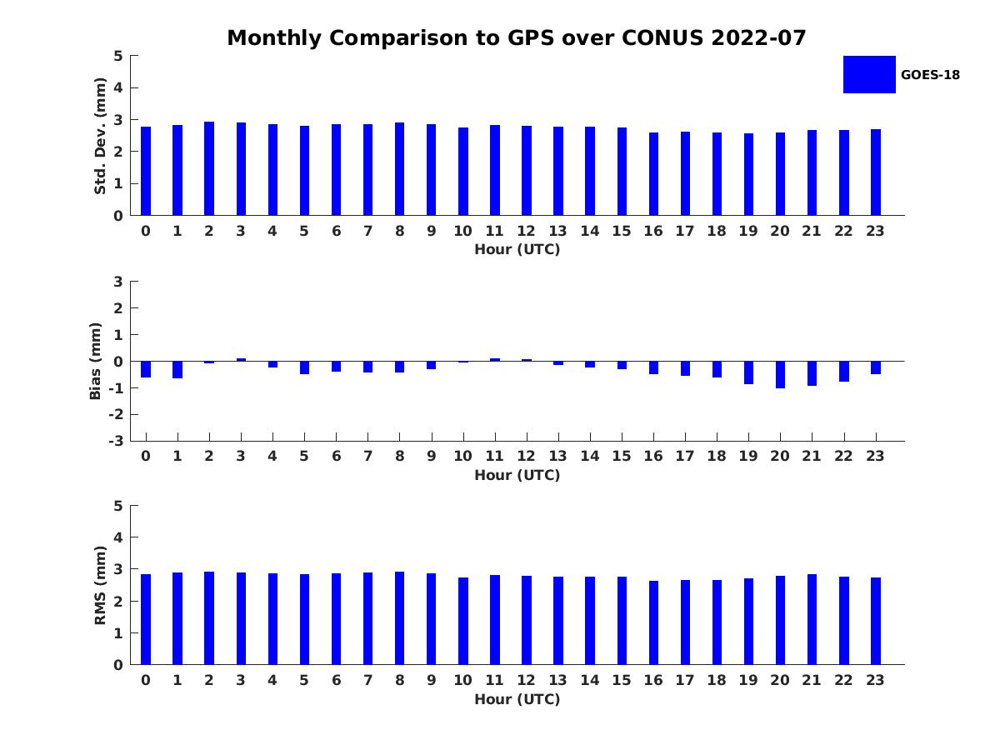 Monthly Comparison to GPS over CONUS 2022-07
GOES-18
Std. Dev. (mm)
5
4
3
2
1
0
0 1 2 3 4 5 6 7 8 9 10 11 12 13 14 15 16 17 18 19 20 21 22 23
Hour (UTC)
Bias (mm)
3
2
1
0
-1
-2
-3
0 1 2 3 4 5 6 7 8 9 10 11 12 13 14 15 16 17 18 19 20 21 22 23
Hour (UTC)
RMS (mm)
5
4
3
2
1
0
0 1 2 3 4 5 6 7 8 9 10 11 12 13 14 15 16 17 18 19 20 21 22 23
Hour (UTC)